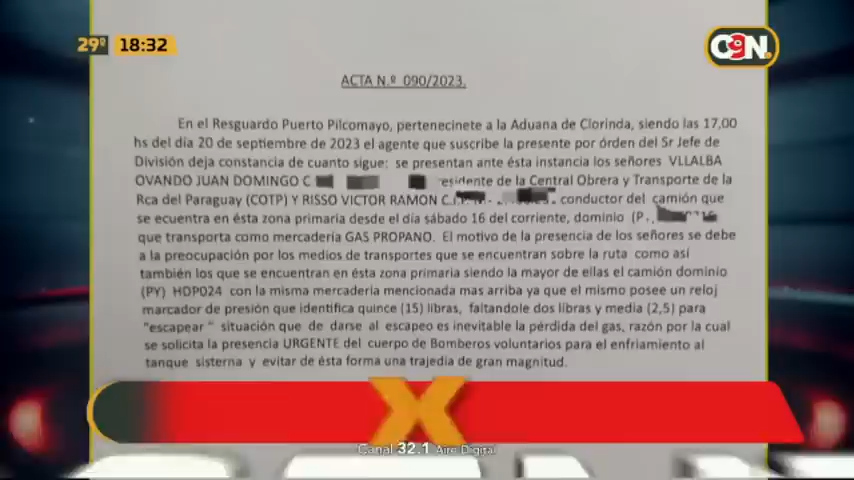 29º 18:32
C9N.
ACTA N.º 090/2023.
En el Resguardo Puerto Pilcomayo, pertenecinete a la Aduana de Clorinda, siendo las 17,00
hs del día 20 de septiembre de 2023 el agente que suscribe la presente por órden del Sr Jefe de
División deja constancia de cuanto sigue: se presentan ante ésta instancia los señores VLLALBA
OVANDO JUAN DOMINGO C residente de la Central Obrera y Transporte de la
Rca del Paraguay (COTP) Y RISSO VICTOR RAMON conductor del camión que
se ecuentra en ésta zona primaria desde el día sábado 16 del corriente, dominio (P.
que transporta como mercadería GAS PROPANO. El motivo de la presencia de los señores se debe
a la preocupación por los medios de transportes que se encuentran sobre la ruta como así
también los que se encuentran en ésta zona primaria siendo la mayor de ellas el camión dominio
(PY) HDP024 con la misma mercadería mencionada mas arriba ya que el mismo posee un reloj
marcador de presión que identifica quince (15) libras, faltandole dos libras y media (2,5) para
"escapear" situación que de darse al escapeo es inevitable la pérdida del gas, razón por la cual
se solicita la presencia URGENTE del cuerpo de Bomberos voluntarios para el enfriamiento al
tanque sisterna y evitar de ésta forma una trajedia de gran magnitud.
Canal 32.1 Aire Digital